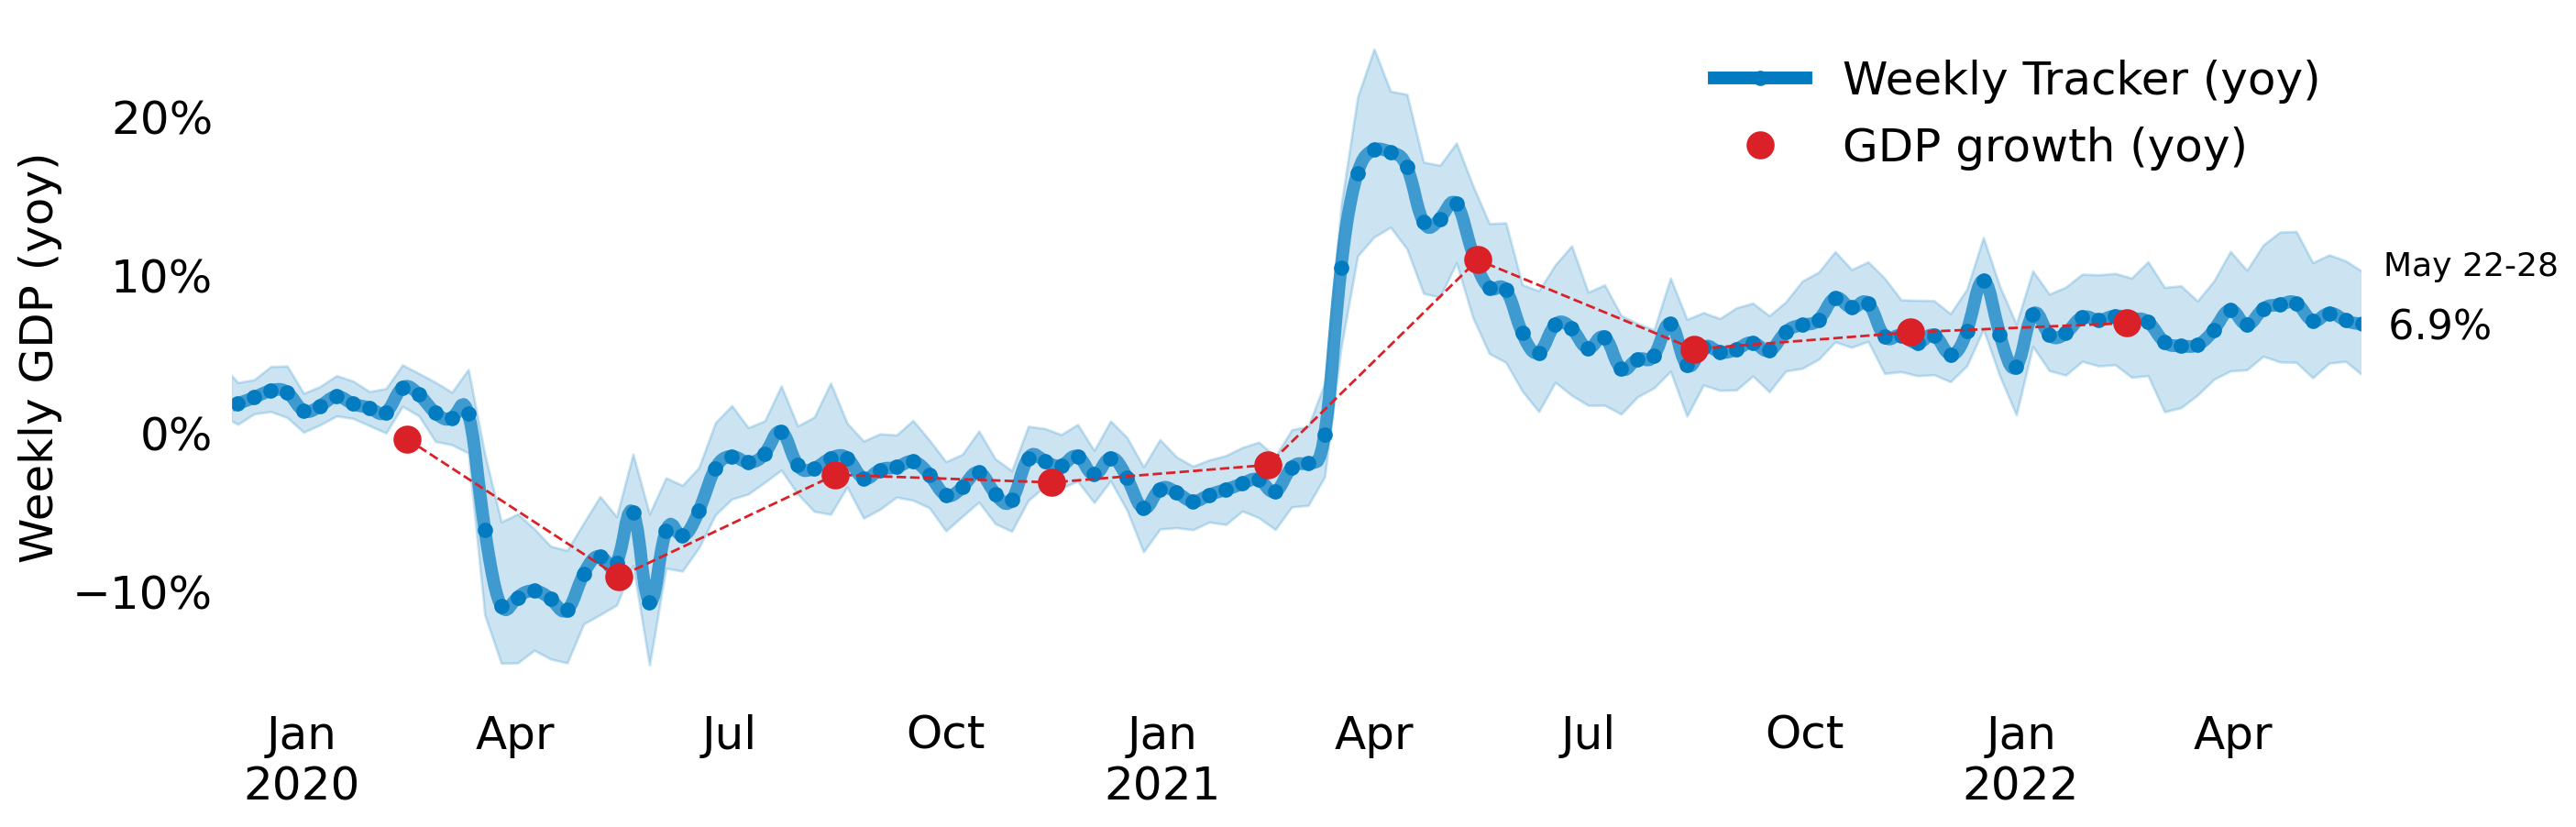 Weekly Tracker (yoy)
GDP growth (yoy)
Weekly GDP (yoy)
20%
10%
0%
−10%
May 22-28
6.9%
Jan Apr Jul Oct Jan Apr Jul Oct Jan Apr
2020 2021 2022